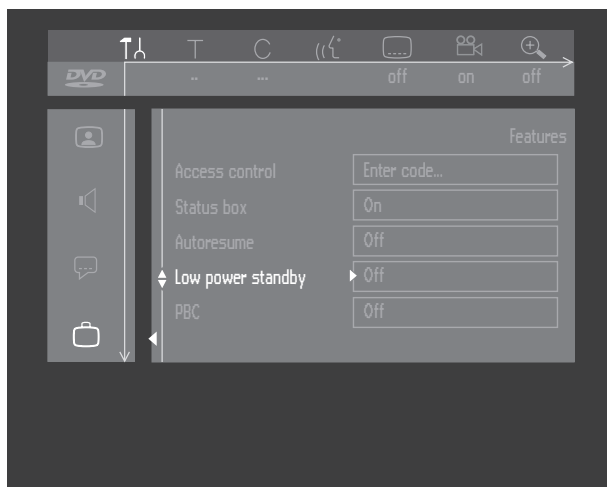 T C
DVD .. ... off on off
Features
Access control Enter code...
Status box On
Autoresume Off
Low power standby Off
PBC Off